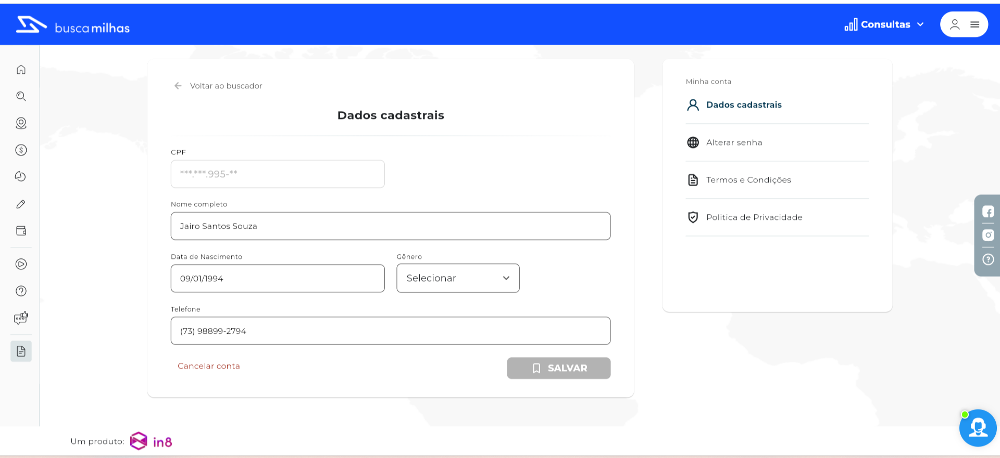 buscamilhas
Consultas
Voltar ao buscador
Dados cadastrais
CPF
***.***.995-**
Nome completo
Jairo Santos Souza
Data de Nascimento
Gênero
09/01/1994
Selecionar
Telefone
(73) 98899-2794
Cancelar conta
SALVAR
Minha conta
Dados cadastrais
Alterar senha
Termos e Condições
Politica de Privacidade
Um produto: in8